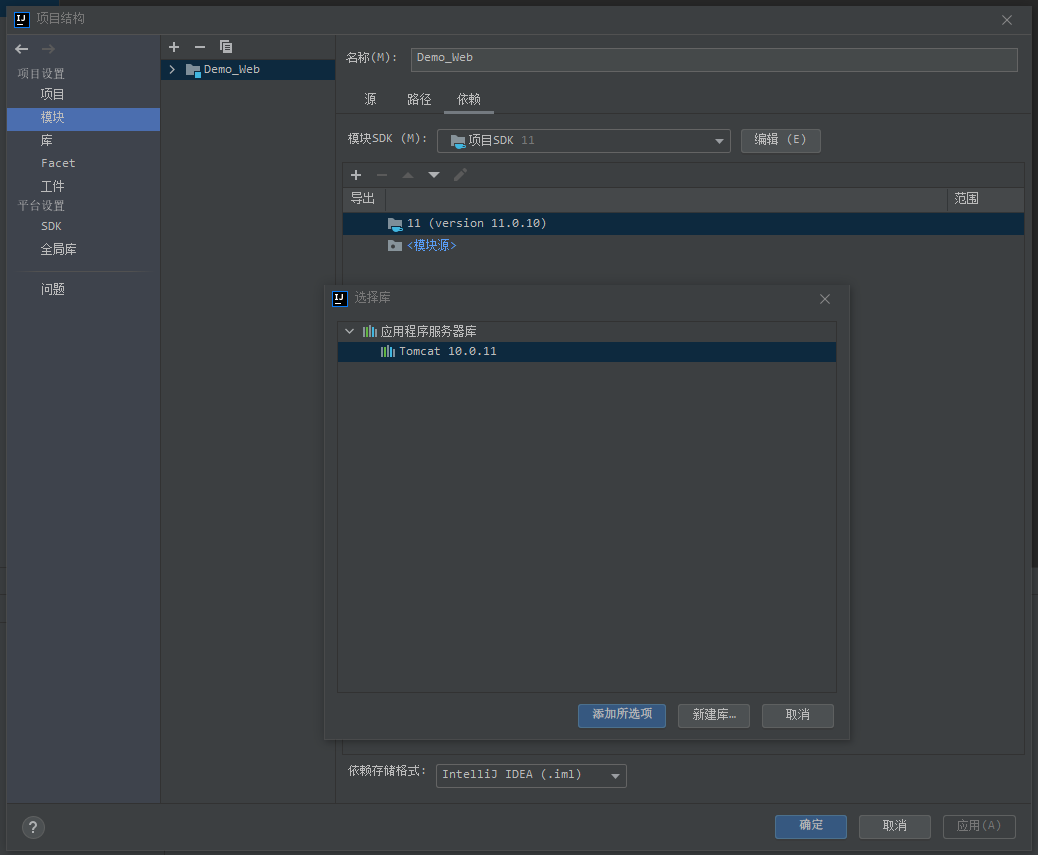 项目结构
项目设置
项目
模块
库
Facet
工件
平台设置
SDK
全局库
问题
Demo_Web
名称(M):
Demo_Web
源
路径
依赖
模块SDK (M):
项目SDK 11
编辑 (E)
导出
范围
11 (version 11.0.10)
<模块源>
选择库
应用程序服务器库
Tomcat 10.0.11
添加所选项
新建库…
取消
依赖存储格式:
IntelliJ IDEA (.iml)
?
确定
取消
应用(A)